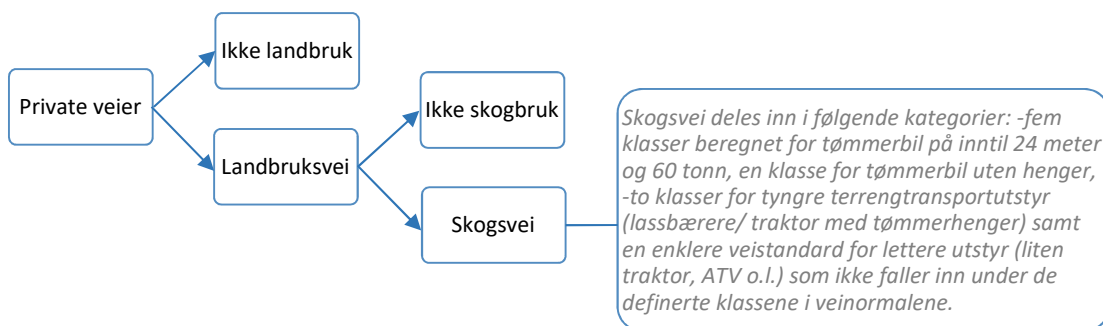 Ikke landbruk
Private veier
Ikke skogbruk
Landbruksvei
Skogsvei
Skogsvei deles inn i følgende kategorier: -fem
klasser beregnet for tømmerbil på inntil 24 meter
og 60 tonn, en klasse for tømmerbil uten henger,
-to klasser for tyngre terrengtransportutstyr
(lassbærere/ traktor med tømmerhenger) samt
en enklere veistandard for lettere utstyr (liten
traktor, ATV o.l.) som ikke faller inn under de
definerte klassene i veinormalene.